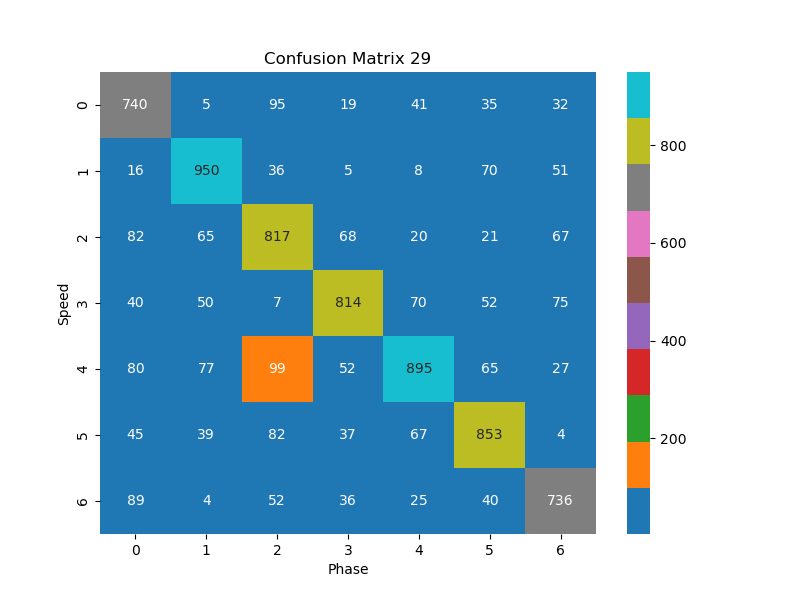 Confusion Matrix 29
0 740 5 95 19 41 35 32
1 16 950 36 5 8 70 51
2 82 65 817 68 20 21 67
3 40 50 7 814 70 52 75
4 80 77 99 52 895 65 27
5 45 39 82 37 67 853 4
6 89 4 52 36 25 40 736
0 1 2 3 4 5 6
Phase
Speed
800
600
400
200